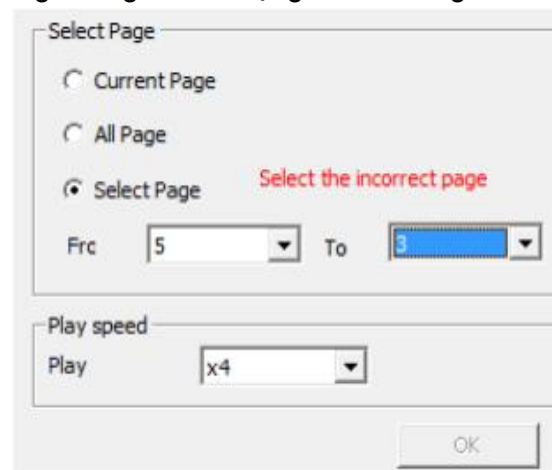 Select Page
Current Page
All Page
Select Page Select the incorrect page
Frc 5 To 3
Play speed
Play x4
OK